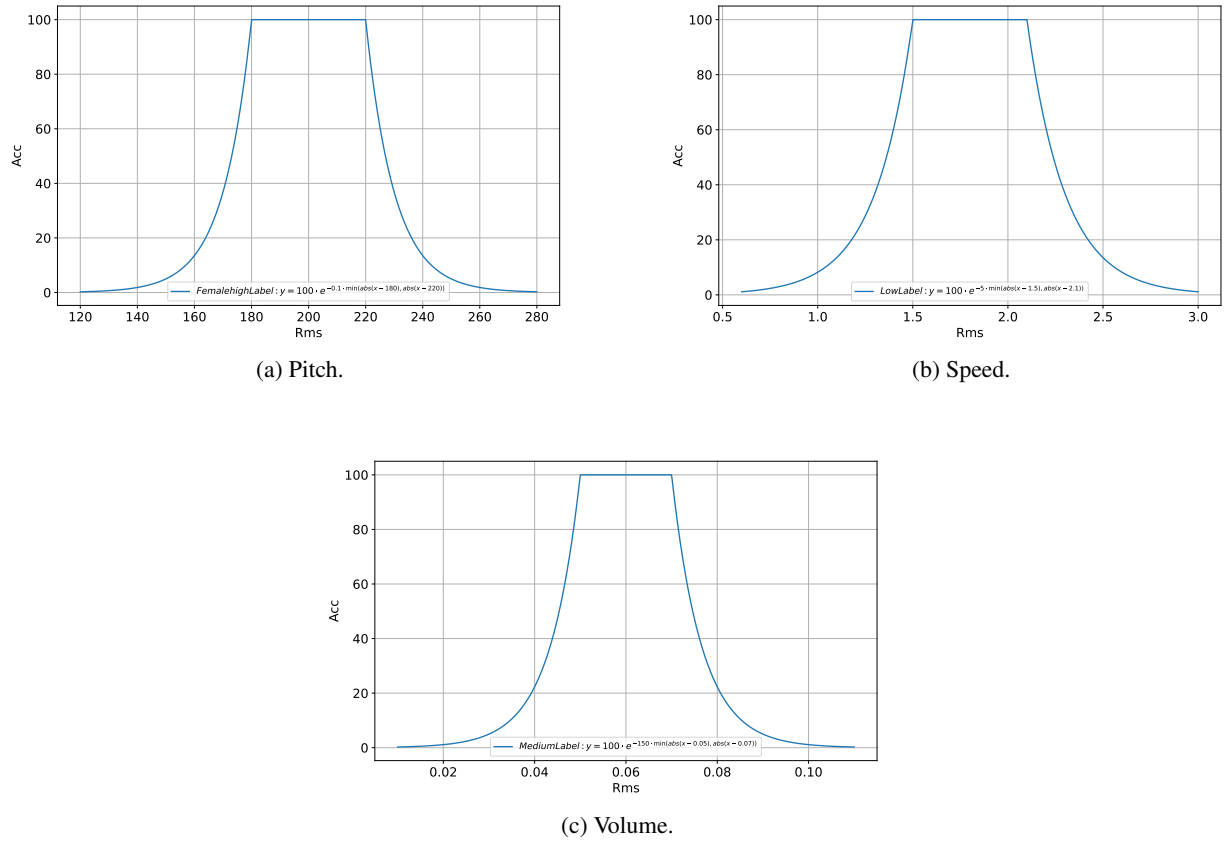 100
80
60
40
20
0
Acc
FemalehighLabel : y = 100 · e^{−0.1 · min(abs(x − 180), abs(x − 220))}
120 140 160 180 200 220 240 260 280
Rms
(a) Pitch.
100
80
60
40
20
0
Acc
LowLabel : y = 100 · e^{−5 · min(abs(x − 1.5), abs(x − 2.1))}
0.5 1.0 1.5 2.0 2.5 3.0
Rms
(b) Speed.
100
80
60
40
20
0
Acc
MediumLabel : y = 100 · e^{−150 · min(abs(x − 0.05), abs(x − 0.07))}
0.02 0.04 0.06 0.08 0.10
Rms
(c) Volume.